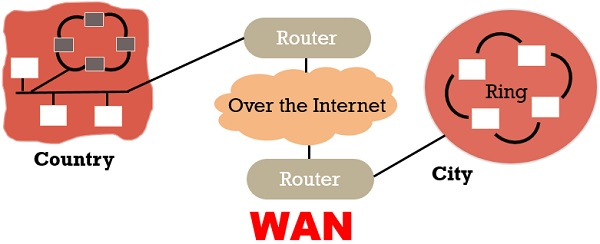 Router
Over the Internet
Ring
Country
Router
City
WAN